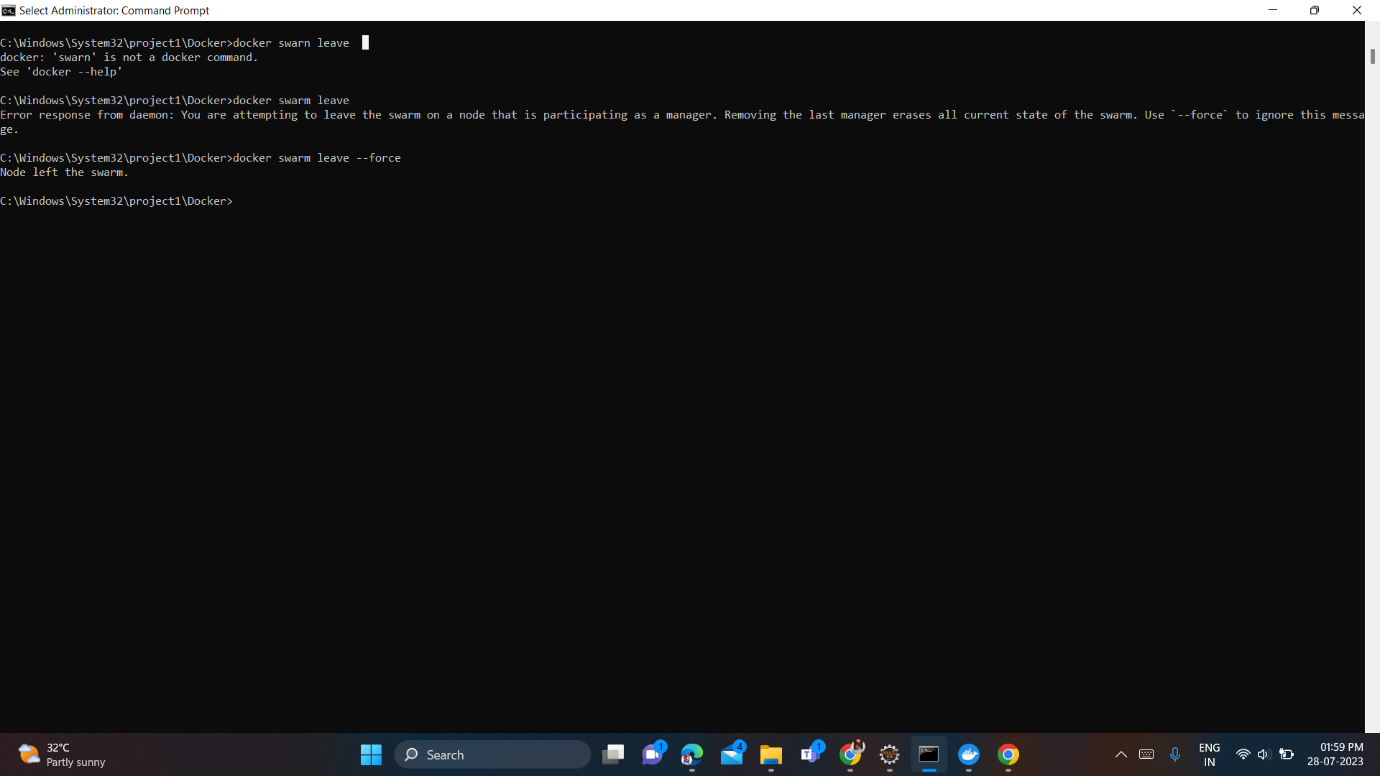 Select Administrator: Command Prompt
C:\Windows\System32\project1\Docker>docker swarn leave
docker: 'swarn' is not a docker command.
See 'docker --help'
C:\Windows\System32\project1\Docker>docker swarm leave
Error response from daemon: You are attempting to leave the swarm on a node that is participating as a manager. Removing the last manager erases all current state of the swarm. Use `--force` to ignore this messa
ge.
C:\Windows\System32\project1\Docker>docker swarm leave --force
Node left the swarm.
C:\Windows\System32\project1\Docker>
32°C
Partly sunny
Search
1
4
1
ENG
IN
01:59 PM
28-07-2023